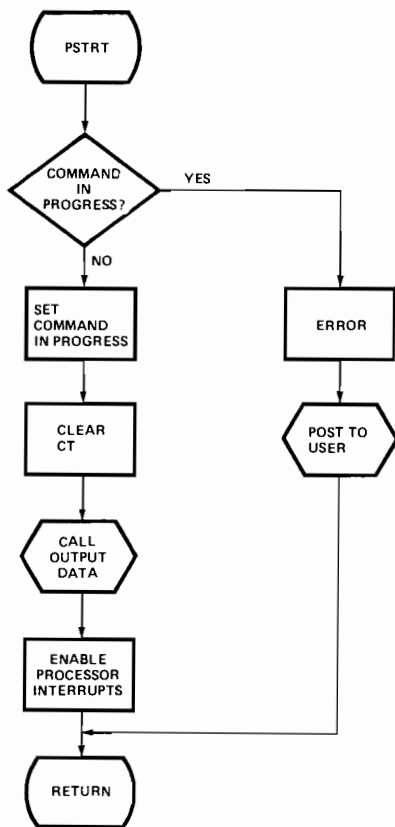 PSTRT
COMMAND
IN
PROGRESS?
YES
NO
SET
COMMAND
IN PROGRESS
ERROR
CLEAR
CT
POST TO
USER
CALL
OUTPUT
DATA
ENABLE
PROCESSOR
INTERRUPTS
RETURN